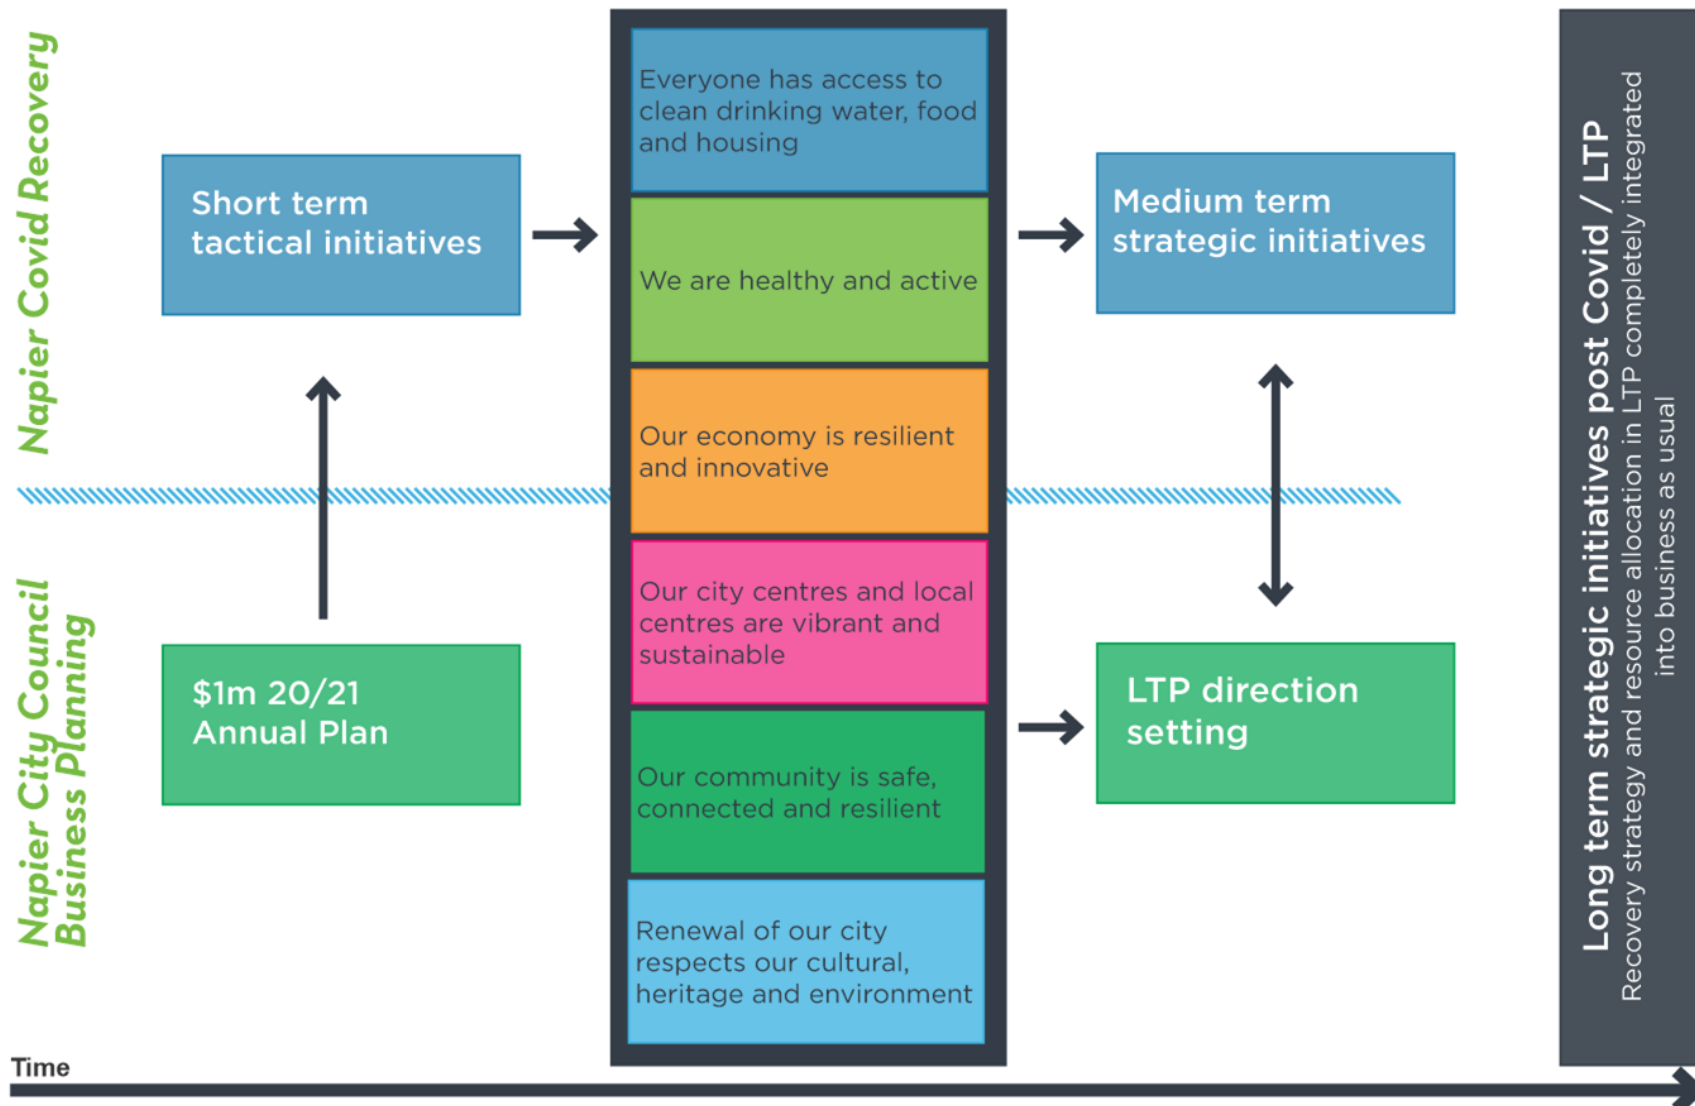 Napier Covid Recovery
Short term
tactical initiatives
Everyone has access to
clean drinking water, food
and housing
We are healthy and active
Our economy is resilient
and innovative
Our city centres and local
centres are vibrant and
sustainable
Our community is safe,
connected and resilient
Renewal of our city
respects our cultural,
heritage and environment
Medium term
strategic initiatives
Napier City Council
Business Planning
$1m 20/21
Annual Plan
LTP direction
setting
Long term strategic initiatives post Covid / LTP
Recovery strategy and resource allocation in LTP completely integrated
into business as usual
Time